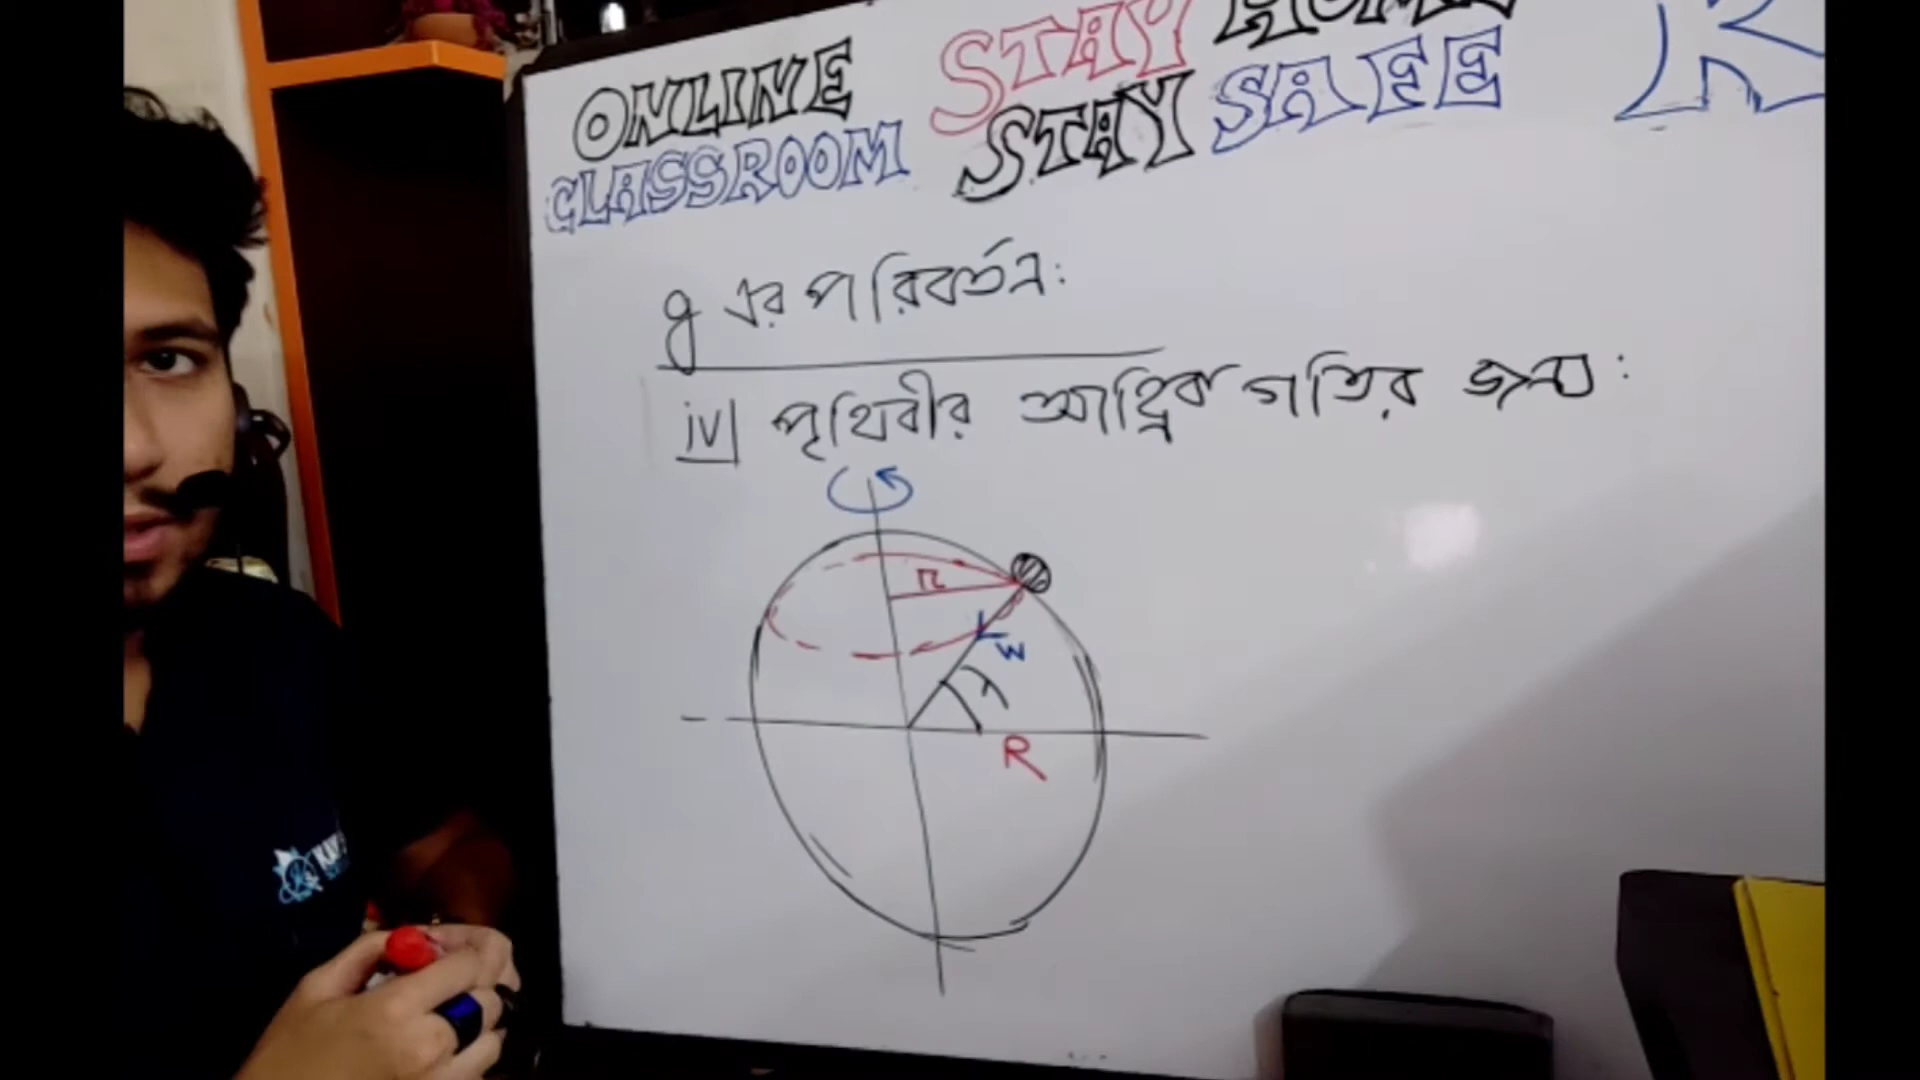 ONLINE STAY HOME
CLASSROOM STAY SAFE
g এর পরিবর্তন:
iv| পৃথিবীর আহ্নিক গতির জন্য:
r
W
λ
R